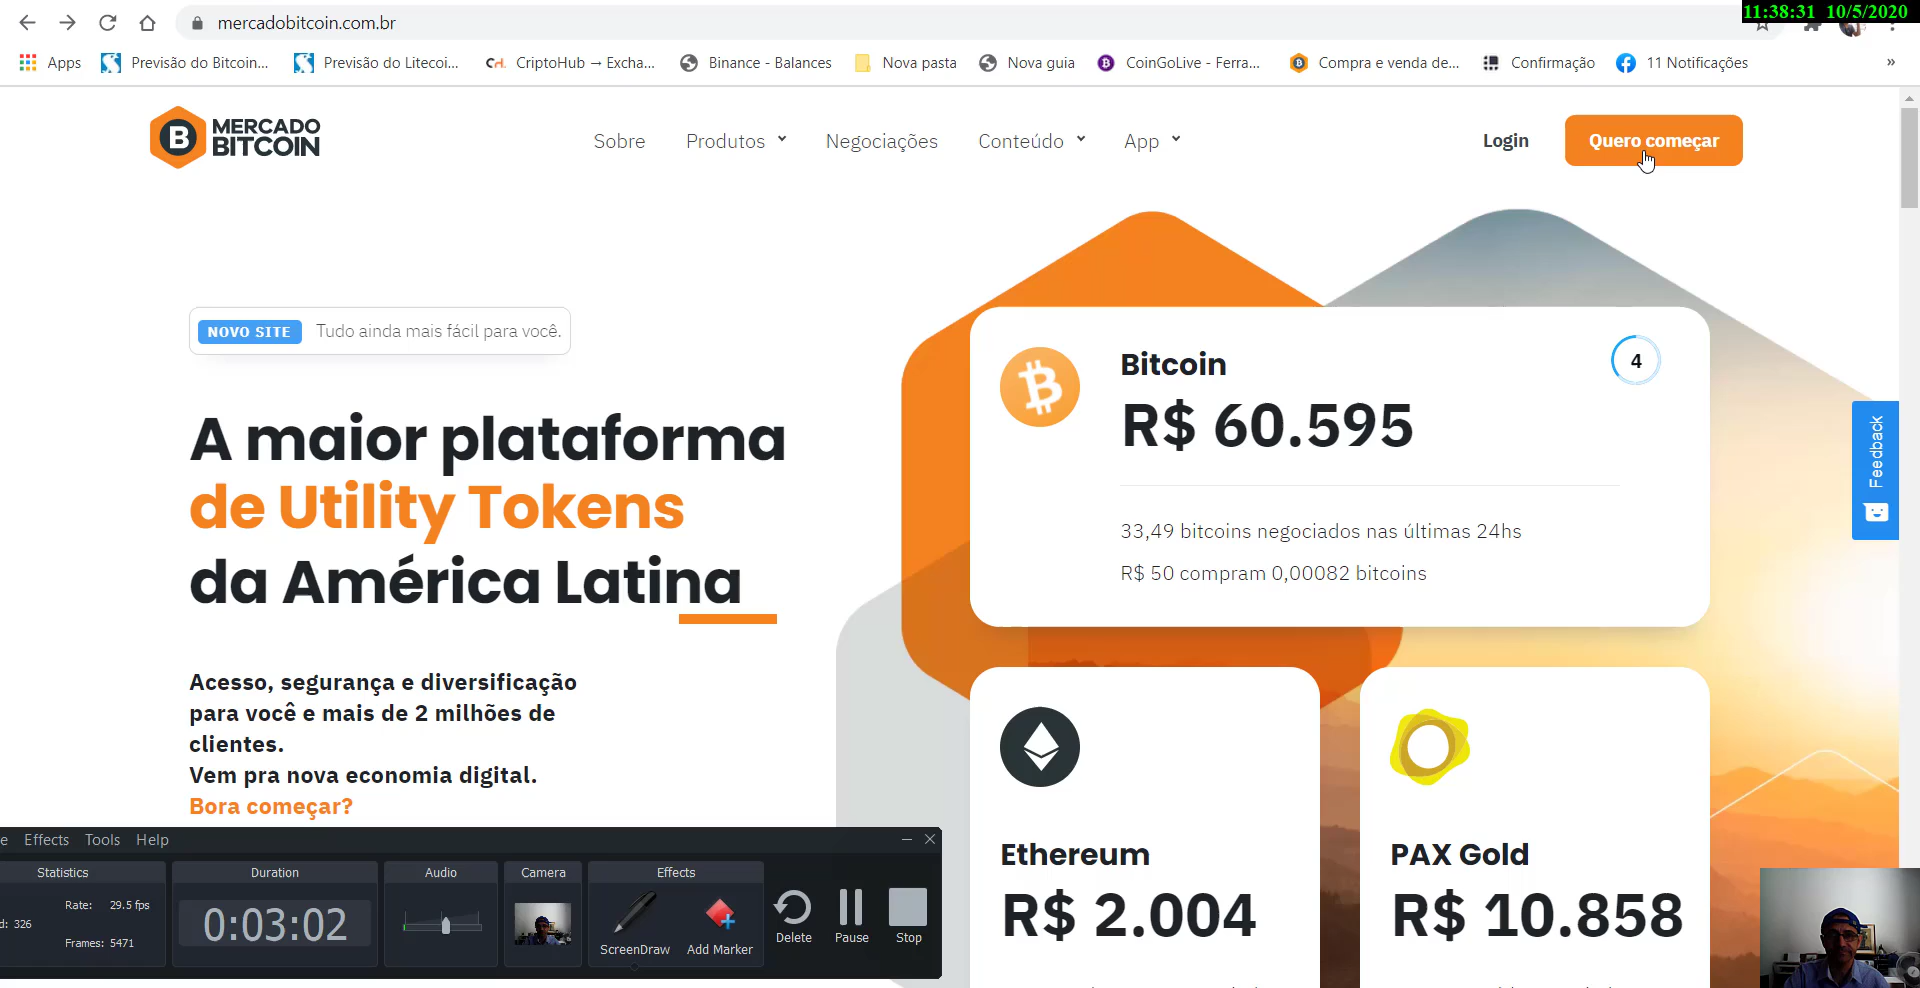 mercadobitcoin.com.br
11:38:31 10/5/2020
Apps
Previsão do Bitcoin...
Previsão do Litecoi...
CriptoHub → Excha...
Binance - Balances
Nova pasta
Nova guia
CoinGoLive - Ferra...
Compra e venda de...
Confirmação
11 Notificações
»
MERCADO
BITCOIN
Sobre
Produtos
Negociações
Conteúdo
App
Login
Quero começar
NOVO SITE Tudo ainda mais fácil para você.
A maior plataforma
de Utility Tokens
da América Latina
Acesso, segurança e diversificação
para você e mais de 2 milhões de
clientes.
Vem pra nova economia digital.
Bora começar?
Bitcoin
4
R$ 60.595
33,49 bitcoins negociados nas últimas 24hs
R$ 50 compram 0,00082 bitcoins
Feedback
Ethereum
R$ 2.004
PAX Gold
R$ 10.858
e Effects Tools Help
Statistics
d: 326
Rate: 29.5 fps
Frames: 5471
Duration
0:03:02
Audio
Camera
Effects
ScreenDraw
Add Marker
Delete
Pause
Stop